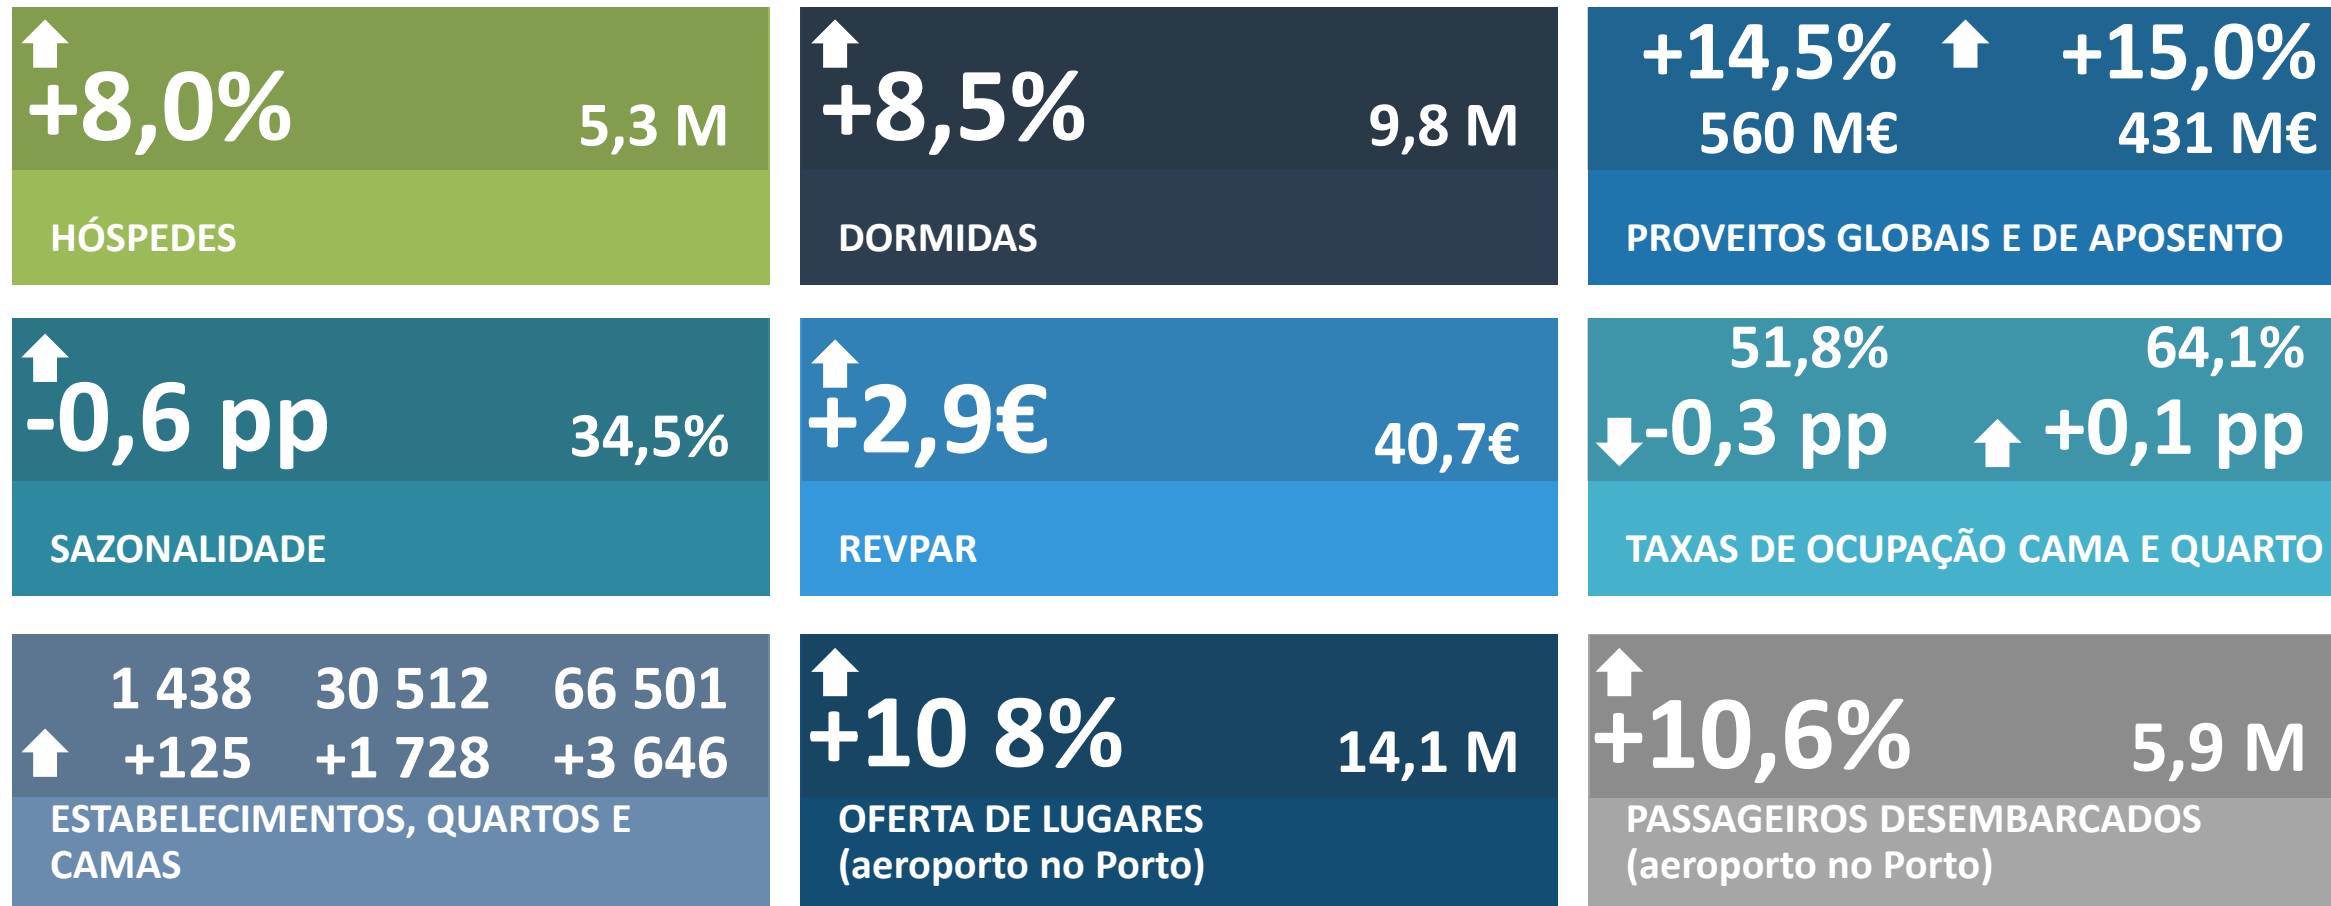 +8,0%
5,3 M
HÓSPEDES
+8,5%
9,8 M
DORMIDAS
+14,5% +15,0%
560 M€ 431 M€
PROVEITOS GLOBAIS E DE APOSENTO
-0,6 pp
34,5%
SAZONALIDADE
+2,9€
40,7€
REVPAR
51,8% 64,1%
-0,3 pp +0,1 pp
TAXAS DE OCUPAÇÃO CAMA E QUARTO
1 438 30 512 66 501
+125 +1 728 +3 646
ESTABELECIMENTOS, QUARTOS E
CAMAS
+10 8%
14,1 M
OFERTA DE LUGARES
(aeroporto no Porto)
+10,6%
5,9 M
PASSAGEIROS DESEMBARCADOS
(aeroporto no Porto)